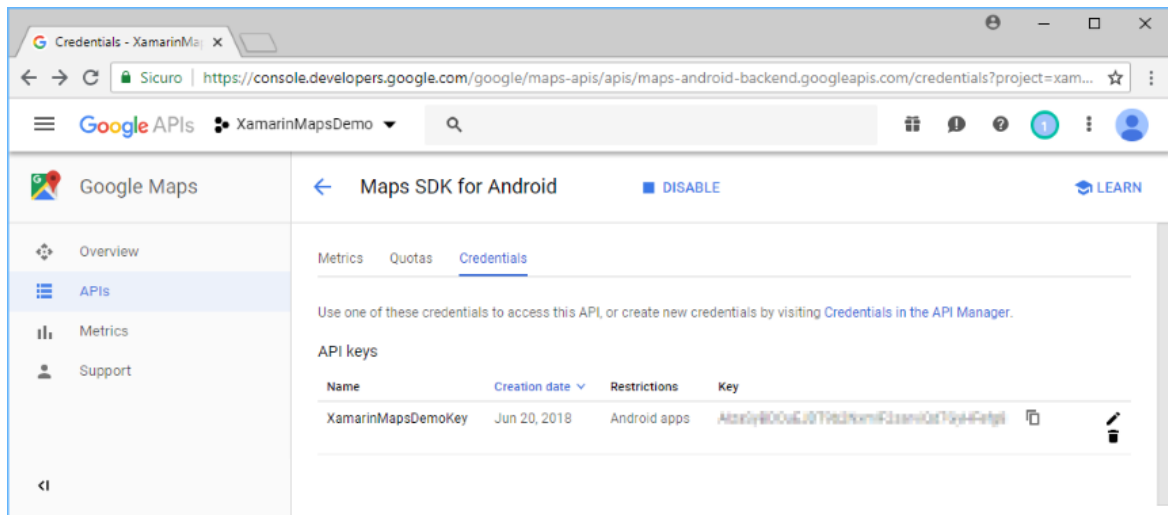 Credentials - XamarinMa
Sicuro https://console.developers.google.com/google/maps-apis/apis/maps-android-backend.googleapis.com/credentials?project=xam...
Google APIs XamarinMapsDemo 1
Google Maps
Maps SDK for Android DISABLE LEARN
Overview
APIs
Metrics
Support
Metrics Quotas Credentials
Use one of these credentials to access this API, or create new credentials by visiting Credentials in the API Manager.
API keys
Name Creation date Restrictions Key
XamarinMapsDemoKey Jun 20, 2018 Android apps